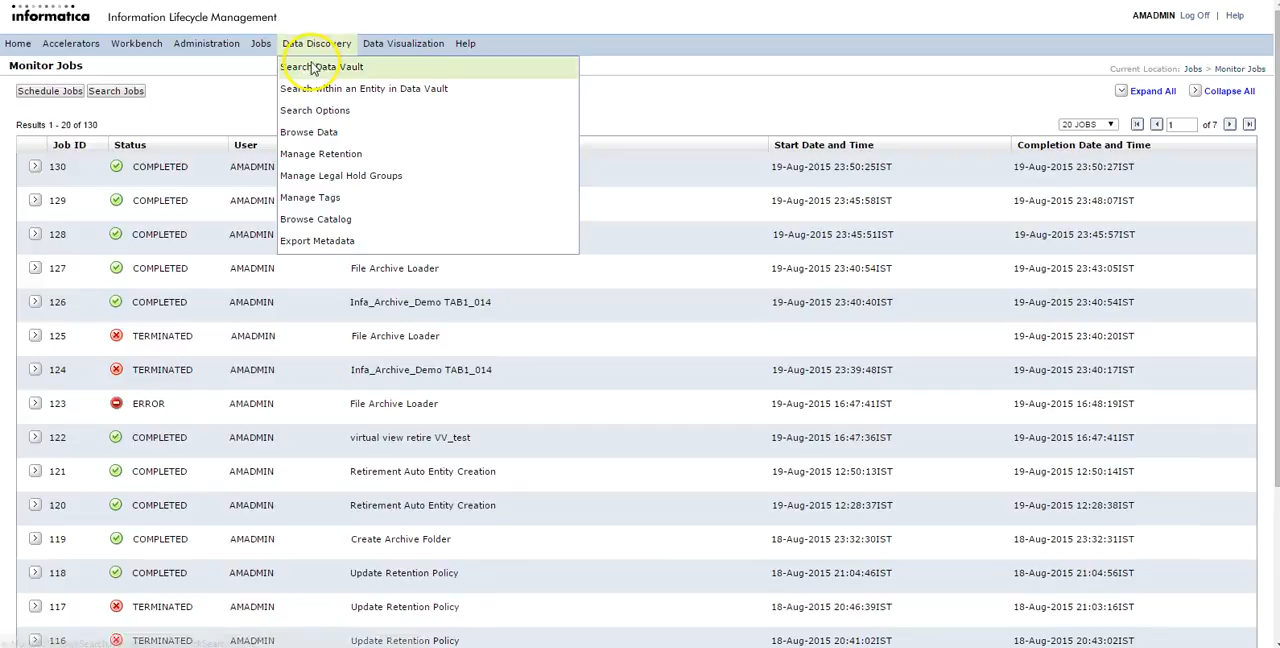 informatica Information Lifecycle Management AMADMIN Log Off | Help
Home Accelerators Workbench Administration Jobs Data Discovery Data Visualization Help
Monitor Jobs
Current Location: Jobs > Monitor Jobs
Search Data Vault
Search within an Entity in Data Vault
Search Options
Browse Data
Manage Retention
Manage Legal Hold Groups
Manage Tags
Browse Catalog
Export Metadata
Schedule Jobs Search Jobs Expand All Collapse All
Results 1 - 20 of 130 20 JOBS 1 of 7
Job ID Status User Start Date and Time Completion Date and Time
130 COMPLETED AMADMIN 19-Aug-2015 23:50:25IST 19-Aug-2015 23:50:27IST
129 COMPLETED AMADMIN 19-Aug-2015 23:45:58IST 19-Aug-2015 23:48:07IST
128 COMPLETED AMADMIN 19-Aug-2015 23:45:51IST 19-Aug-2015 23:45:57IST
127 COMPLETED AMADMIN File Archive Loader 19-Aug-2015 23:40:54IST 19-Aug-2015 23:43:05IST
126 COMPLETED AMADMIN Infa_Archive_Demo TAB1_014 19-Aug-2015 23:40:40IST 19-Aug-2015 23:40:54IST
125 TERMINATED AMADMIN File Archive Loader 19-Aug-2015 23:40:20IST
124 TERMINATED AMADMIN Infa_Archive_Demo TAB1_014 19-Aug-2015 23:39:48IST 19-Aug-2015 23:40:17IST
123 ERROR AMADMIN File Archive Loader 19-Aug-2015 16:47:41IST 19-Aug-2015 16:48:19IST
122 COMPLETED AMADMIN virtual view retire VV_test 19-Aug-2015 16:47:36IST 19-Aug-2015 16:47:41IST
121 COMPLETED AMADMIN Retirement Auto Entity Creation 19-Aug-2015 12:50:13IST 19-Aug-2015 12:50:14IST
120 COMPLETED AMADMIN Retirement Auto Entity Creation 19-Aug-2015 12:28:37IST 19-Aug-2015 12:28:38IST
119 COMPLETED AMADMIN Create Archive Folder 18-Aug-2015 23:32:30IST 18-Aug-2015 23:32:31IST
118 COMPLETED AMADMIN Update Retention Policy 18-Aug-2015 21:04:46IST 18-Aug-2015 21:04:56IST
117 TERMINATED AMADMIN Update Retention Policy 18-Aug-2015 20:46:39IST 18-Aug-2015 21:03:16IST
116 TERMINATED AMADMIN Update Retention Policy 18-Aug-2015 20:41:02IST 18-Aug-2015 20:43:02IST